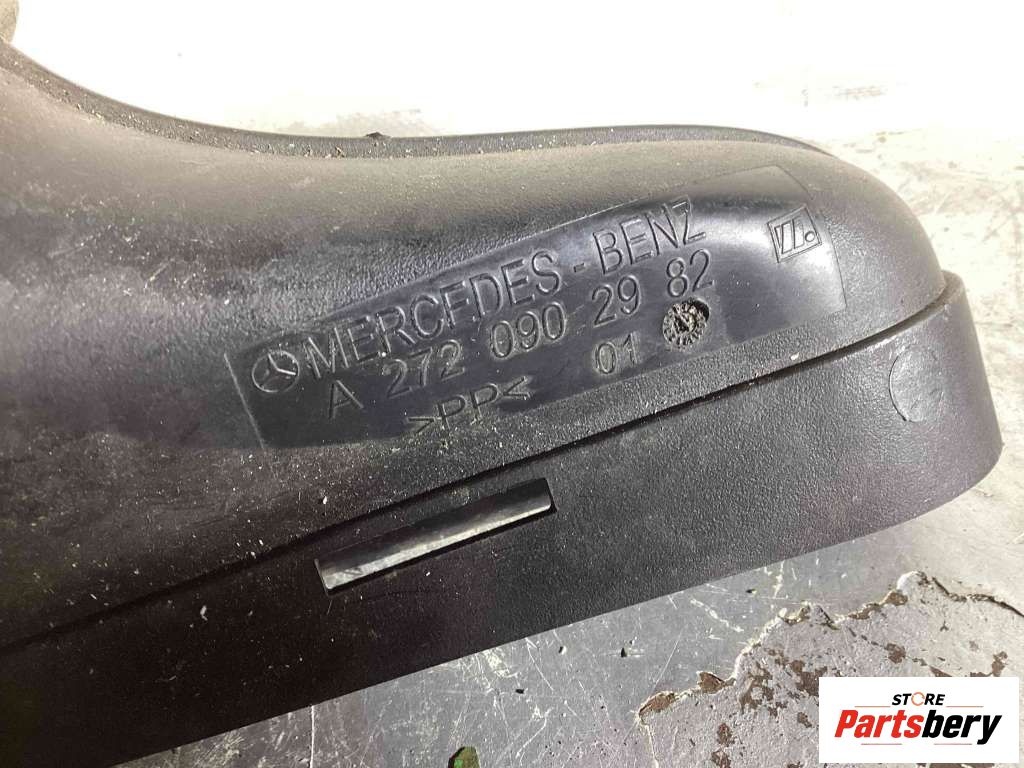 MERCEDES-BENZ
A 272 090 29 82
>PP< 01
STORE
Partsbery